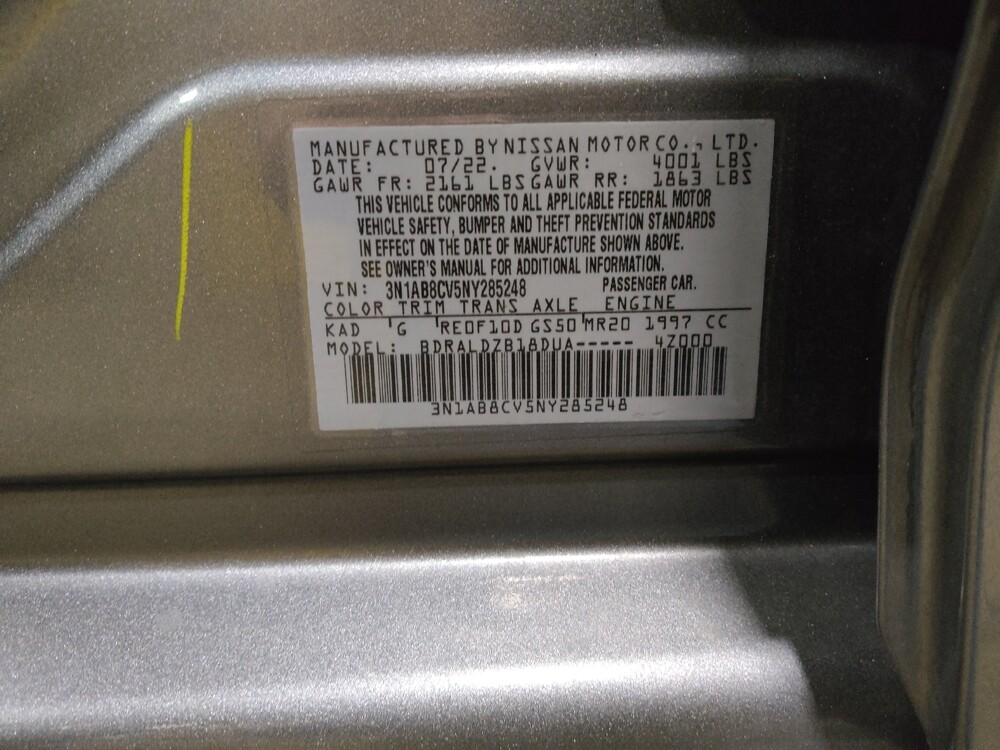 MANUFACTURED BY NISSAN MOTOR CO., LTD.
DATE: 07/22. GVWR: 4001 LBS
GAWR FR: 2161 LBS GAWR RR: 1863 LBS
THIS VEHICLE CONFORMS TO ALL APPLICABLE FEDERAL MOTOR
VEHICLE SAFETY, BUMPER AND THEFT PREVENTION STANDARDS
IN EFFECT ON THE DATE OF MANUFACTURE SHOWN ABOVE.
SEE OWNER'S MANUAL FOR ADDITIONAL INFORMATION.
VIN: 3N1AB8CV5NY285248 PASSENGER CAR.
COLOR TRIM TRANS AXLE ENGINE
KAD G RE0F10D GS50 MR20 1997 CC
MODEL: BDRALDZB18DUA----- 4Z000
3N1AB8CV5NY285248